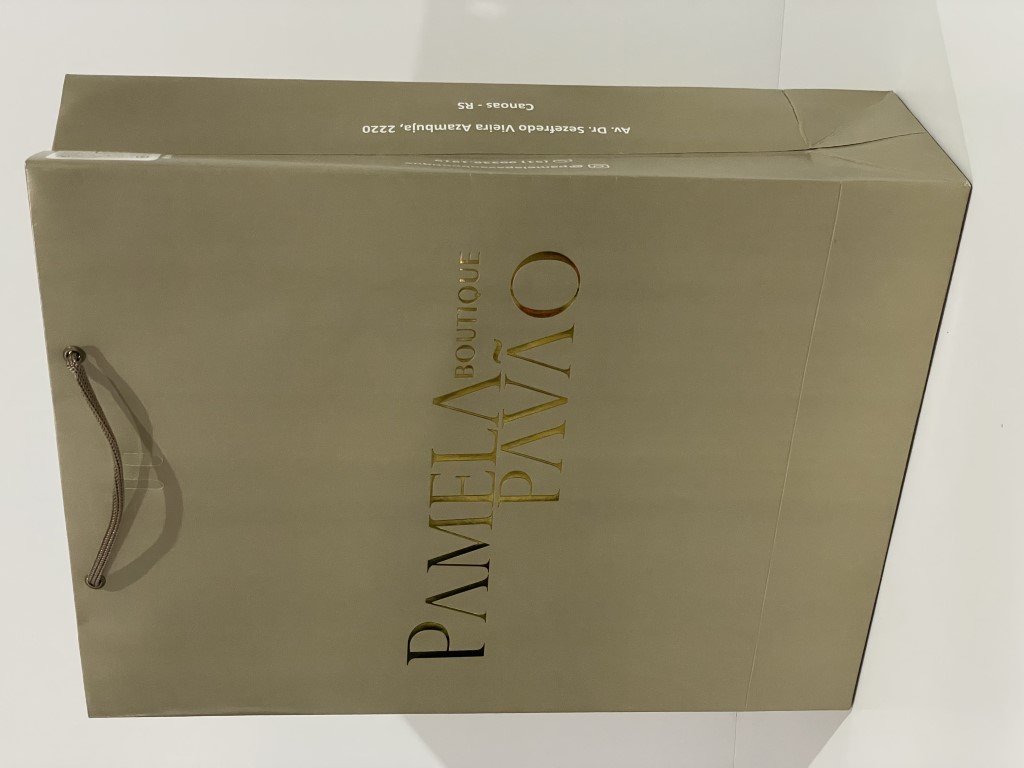 PAMELA BOUTIQUE
PAVÃO
Av. Dr. Sezefredo Vieira Azambuja, 2220
Canoas - RS